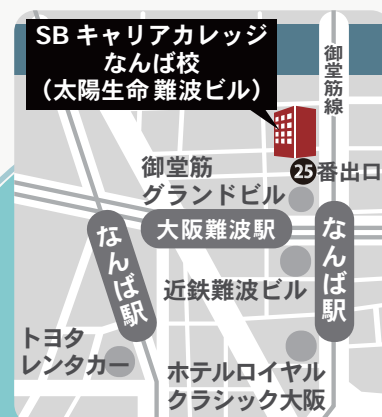 SBキャリアカレッジ
なんば校
（太陽生命 難波ビル）
御堂筋線
25番出口
御堂筋
グランドビル
大阪難波駅
なんば駅
なんば駅
近鉄難波ビル
トヨタ
レンタカー
ホテルロイヤル
クラシック大阪